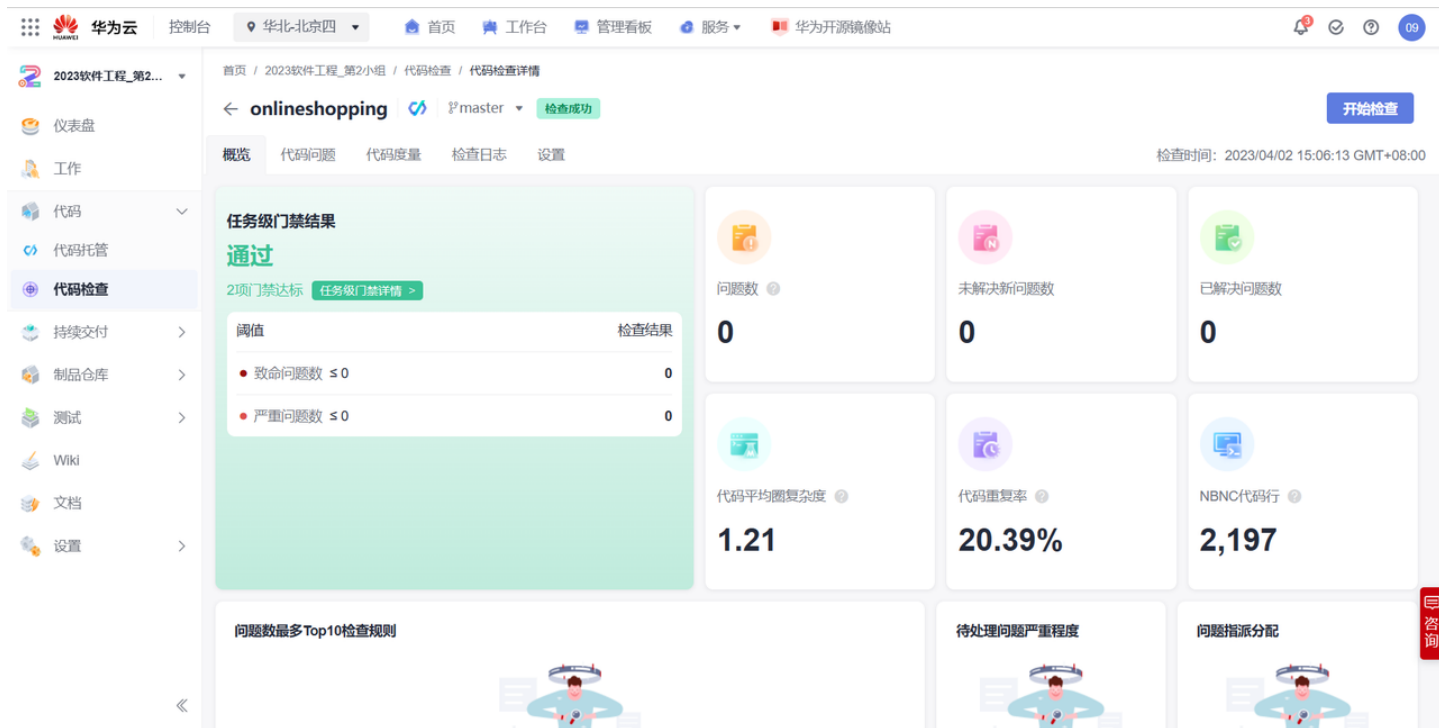 HUAWEI 华为云 控制台 华北-北京四 首页 工作台 管理看板 服务 华为开源镜像站 3 09
2023软件工程_第2...
首页 / 2023软件工程_第2小组 / 代码检查 / 代码检查详情
onlineshopping master 检查成功
开始检查
仪表盘
工作
代码
代码托管
代码检查
持续交付
制品仓库
测试
Wiki
文档
设置
概览 代码问题 代码度量 检查日志 设置
检查时间：2023/04/02 15:06:13 GMT+08:00
任务级门禁结果
通过
2项门禁达标 任务级门禁详情 >
阈值 检查结果
致命问题数 ≤ 0 0
严重问题数 ≤ 0 0
问题数
0
未解决新问题数
0
已解决问题数
0
代码平均圈复杂度
1.21
代码重复率
20.39%
NBNC代码行
2,197
问题数最多Top10检查规则
待处理问题严重程度
问题指派分配
咨询